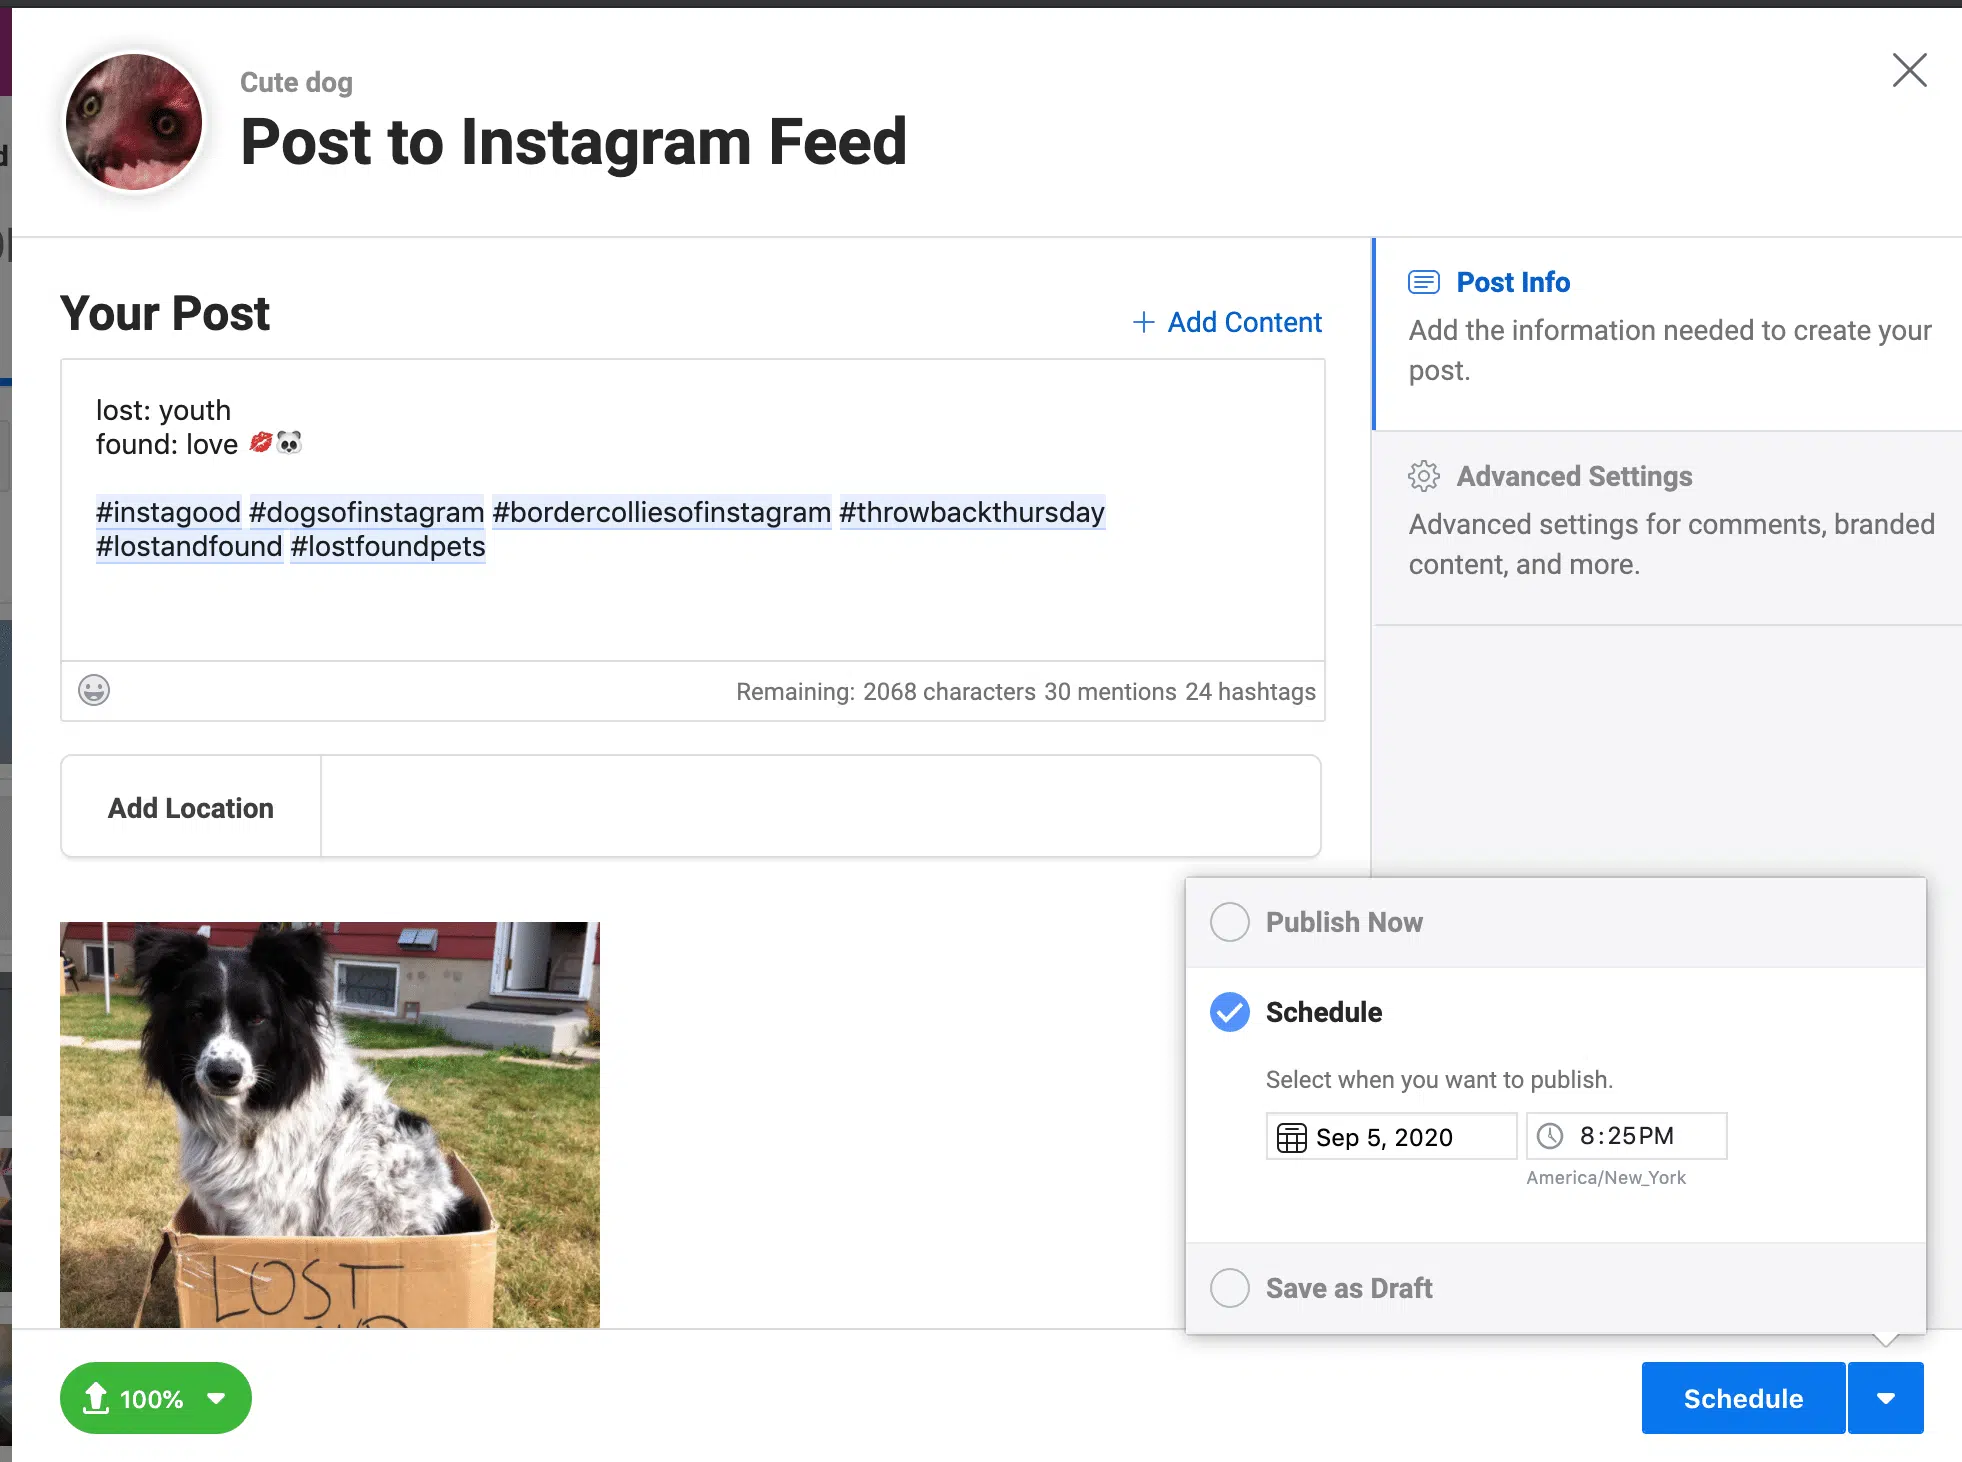 Cute dog
Post to Instagram Feed
Your Post
+ Add Content
lost: youth
found: love 💋🐼
#instagood #dogsofinstagram #bordercolliesofinstagram #throwbackthursday
#lostandfound #lostfoundpets
Remaining: 2068 characters 30 mentions 24 hashtags
Add Location
LOST
Post Info
Add the information needed to create your
post.
Advanced Settings
Advanced settings for comments, branded
content, and more.
Publish Now
Schedule
Select when you want to publish.
Sep 5, 2020
8:25PM
America/New_York
Save as Draft
100%
Schedule